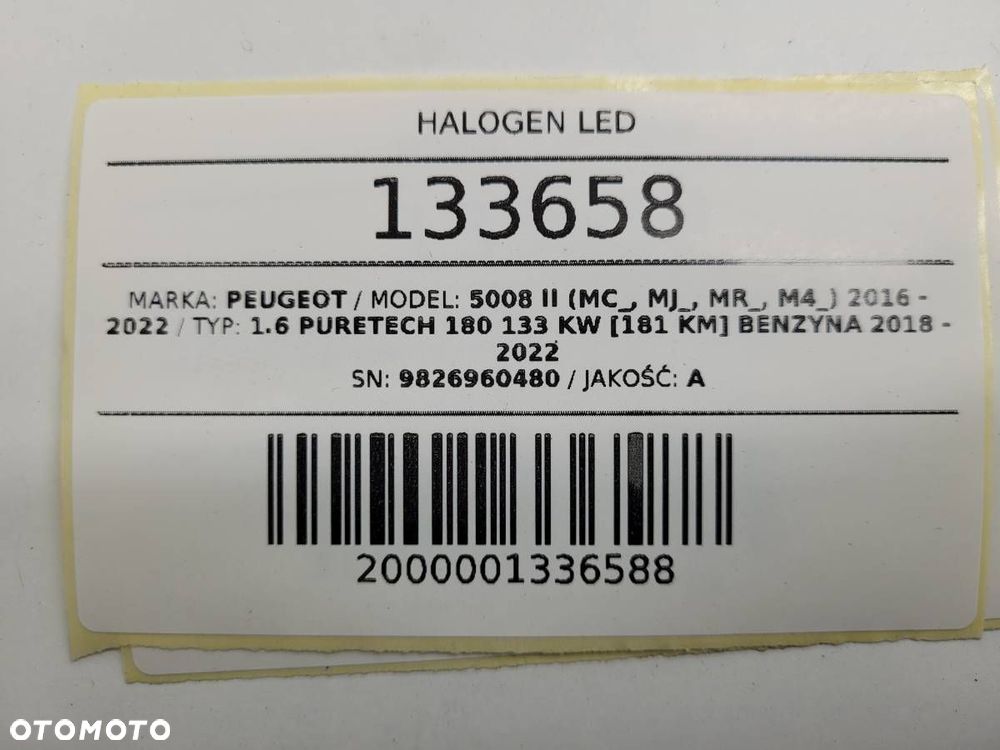 HALOGEN LED
133658
MARKA: PEUGEOT / MODEL: 5008 II (MC_, MJ_, MR_, M4_) 2016 -
2022 / TYP: 1.6 PURETECH 180 133 KW [181 KM] BENZYNA 2018 -
2022
SN: 9826960480 / JAKOŚĆ: A
2000001336588
OTOMOTO